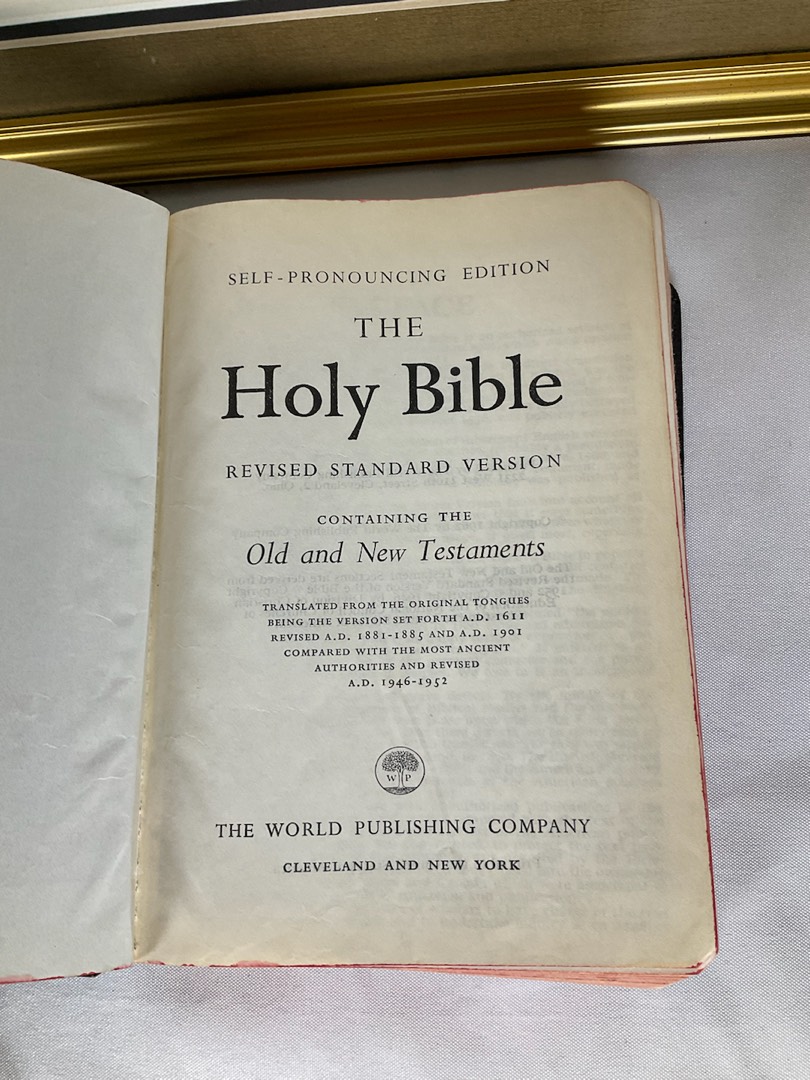 SELF-PRONOUNCING EDITION
THE
Holy Bible
REVISED STANDARD VERSION
CONTAINING THE
Old and New Testaments
TRANSLATED FROM THE ORIGINAL TONGUES
BEING THE VERSION SET FORTH A.D. 1611
REVISED A.D. 1881-1885 AND A.D. 1901
COMPARED WITH THE MOST ANCIENT
AUTHORITIES AND REVISED
A.D. 1946-1952
W P
THE WORLD PUBLISHING COMPANY
CLEVELAND AND NEW YORK